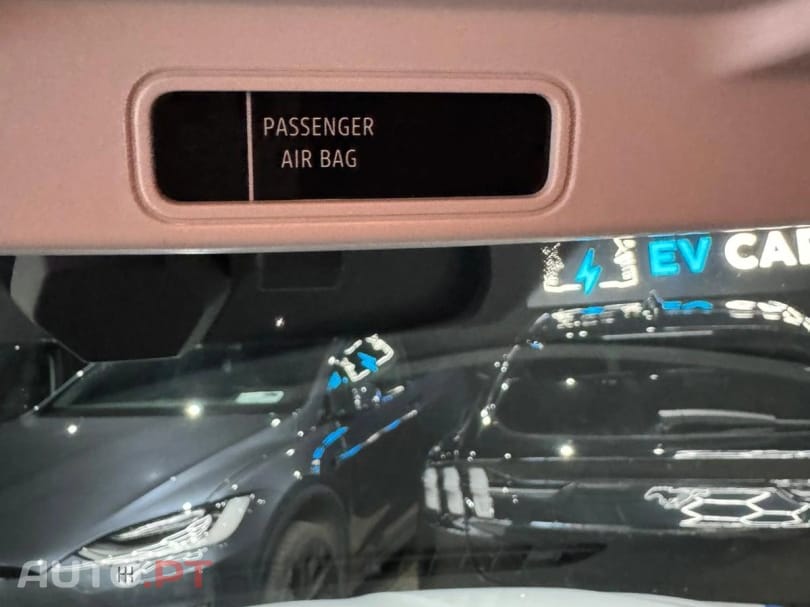 PASSENGER
AIR BAG
EV CAR
AUTO.PT